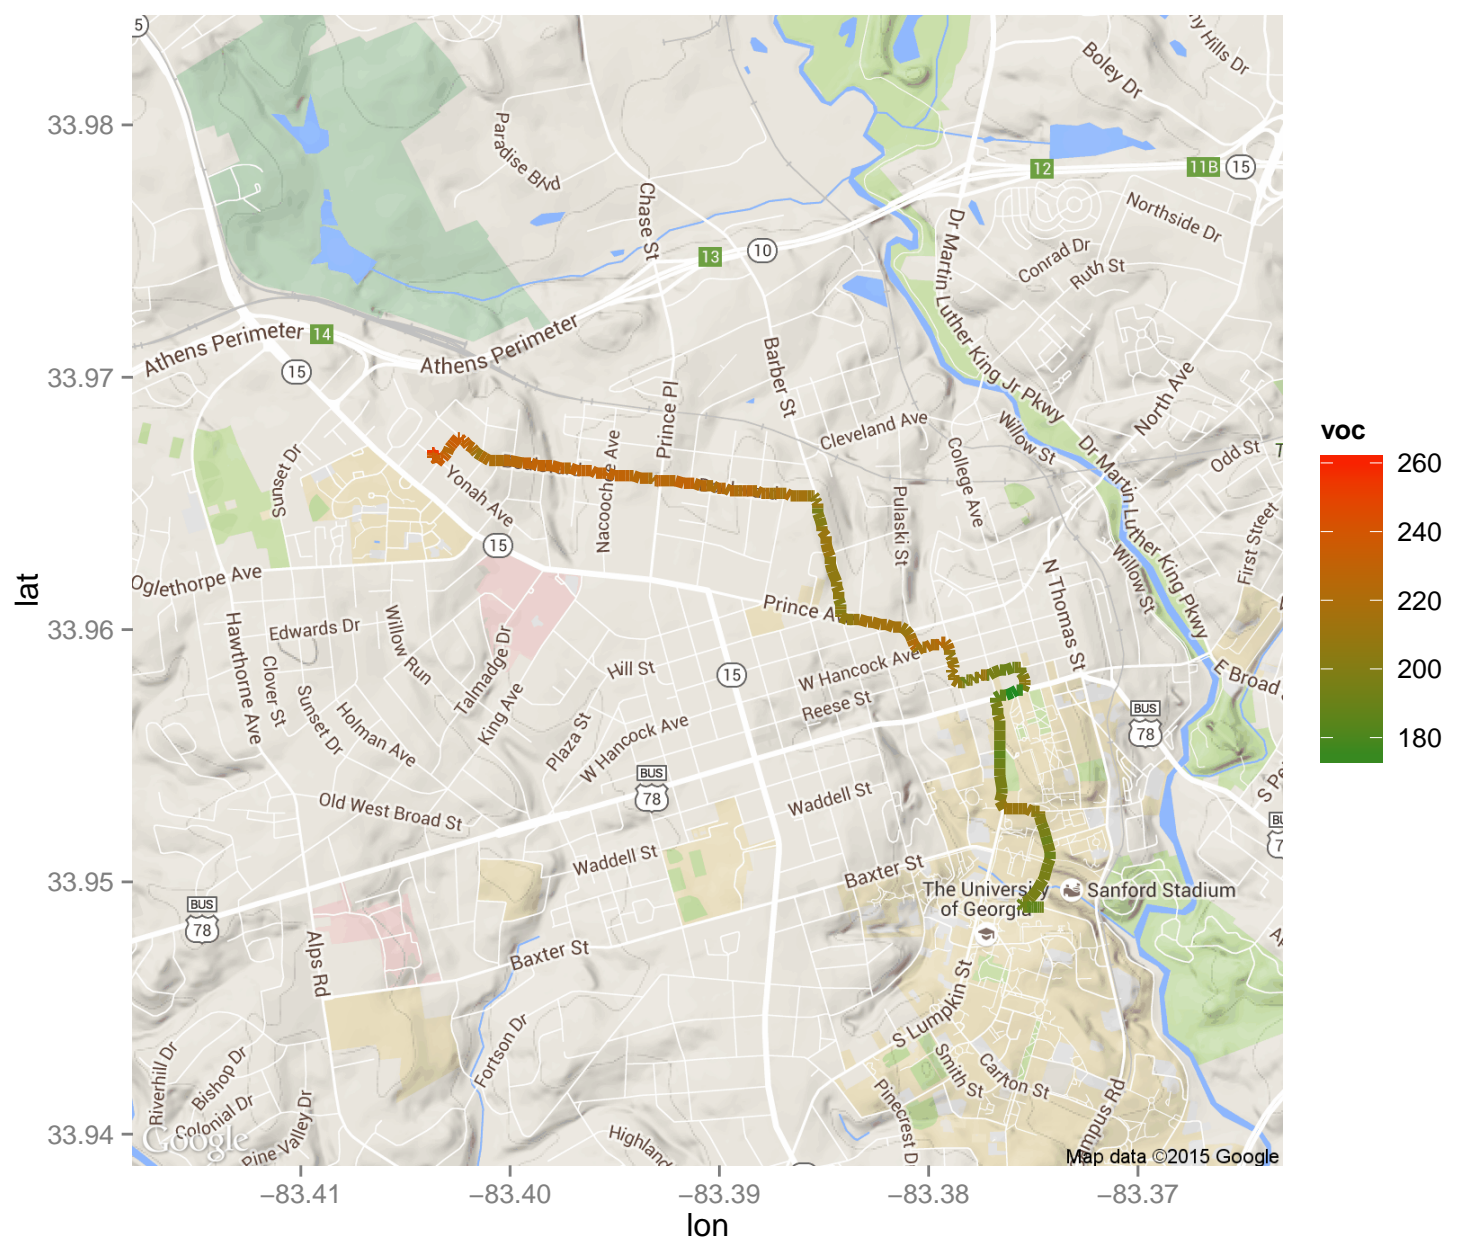 5
ny Hills Dr
Boley Dr
33.98
Paradise Blvd
12
11B
15
Chase St
Northside Dr
Dr Martin Luther King Jr Pkwy
13
10
Conrad Dr
Ruth St
Athens Perimeter
14
Athens Perimeter
15
33.97
Prince Pl
Barber St
North Ave
Cleveland Ave
Willow St
Odd St
T
Sunset Dr
Nacoochee Ave
College Ave
Dr Martin Luther King Pkwy
Yonah Ave
Pulaski St
15
First Street
Oglethorpe Ave
Willow St
N Thomas St
Prince A
33.96
Edwards Dr
Willow Run
Hawthorne Ave
Clover St
Talmadge Dr
Hill St
15
W Hancock Ave
E Broad
Sunset Dr
King Ave
Reese St
Holman Ave
Plaza St
W Hancock Ave
BUS
78
BUS
78
S Pe
Old West Broad St
Waddell St
BU
7
Waddell St
Baxter St
33.95
The University
of Georgia
Sanford Stadium
BUS
78
Alps Rd
Baxter St
S Lumpkin St
Fortson Dr
Riverhill Dr
Bishop Dr
Smith St
Carlton St
Colonial Dr
Pinecrest D
mpus Rd
33.94
Google
Pine Valley Dr
Highland
Map data ©2015 Google
−83.41
−83.40
−83.39
−83.38
−83.37
lon
lat
voc
260
240
220
200
180